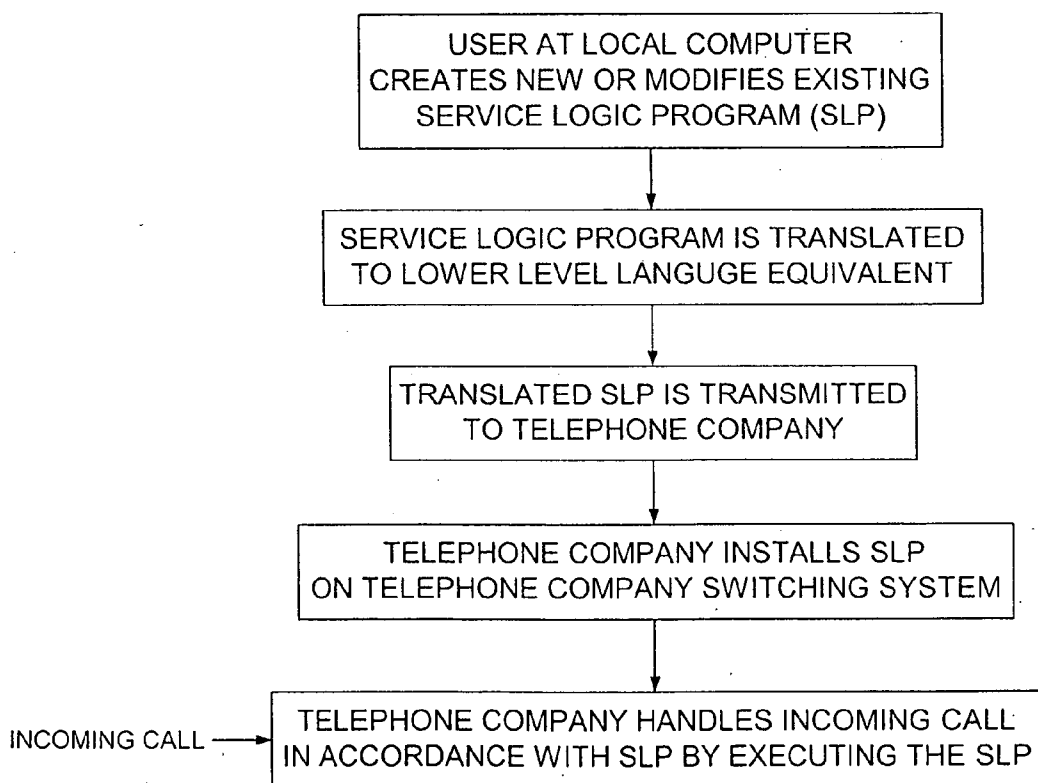 USER AT LOCAL COMPUTER
CREATES NEW OR MODIFIES EXISTING
SERVICE LOGIC PROGRAM (SLP)
SERVICE LOGIC PROGRAM IS TRANSLATED
TO LOWER LEVEL LANGUGE EQUIVALENT
TRANSLATED SLP IS TRANSMITTED
TO TELEPHONE COMPANY
TELEPHONE COMPANY INSTALLS SLP
ON TELEPHONE COMPANY SWITCHING SYSTEM
INCOMING CALL
TELEPHONE COMPANY HANDLES INCOMING CALL
IN ACCORDANCE WITH SLP BY EXECUTING THE SLP